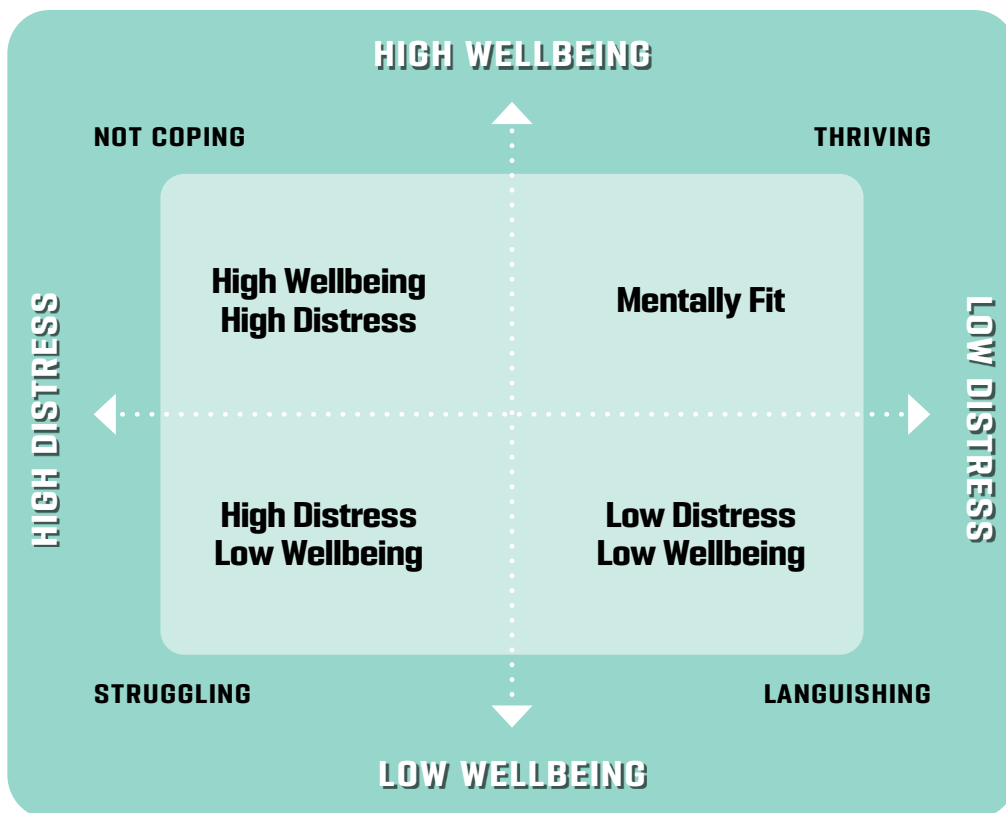 HIGH WELLBEING
NOT COPING
THRIVING
High Wellbeing
High Distress
Mentally Fit
HIGH DISTRESS
LOW DISTRESS
High Distress
Low Wellbeing
Low Distress
Low Wellbeing
STRUGGLING
LANGUISHING
LOW WELLBEING